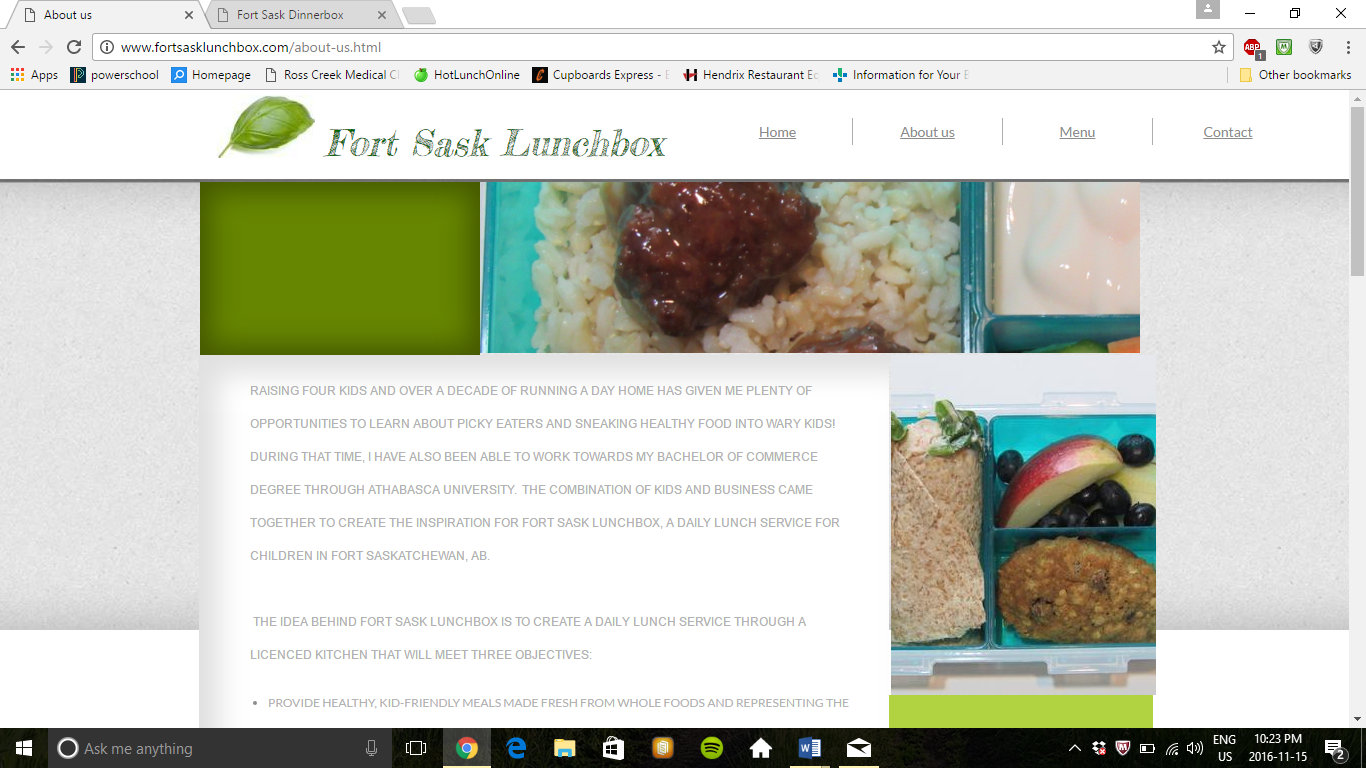 About us
Fort Sask Dinnerbox
www.fortsasklunchbox.com/about-us.html
ABP
1
Apps
powerschool
Homepage
Ross Creek Medical Cl
HotLunchOnline
Cupboards Express - E
Hendrix Restaurant Ec
Information for Your E
Other bookmarks
Fort Sask Lunchbox
Home
About us
Menu
Contact
RAISING FOUR KIDS AND OVER A DECADE OF RUNNING A DAY HOME HAS GIVEN ME PLENTY OF
OPPORTUNITIES TO LEARN ABOUT PICKY EATERS AND SNEAKING HEALTHY FOOD INTO WARY KIDS!
DURING THAT TIME, I HAVE ALSO BEEN ABLE TO WORK TOWARDS MY BACHELOR OF COMMERCE
DEGREE THROUGH ATHABASCA UNIVERSITY. THE COMBINATION OF KIDS AND BUSINESS CAME
TOGETHER TO CREATE THE INSPIRATION FOR FORT SASK LUNCHBOX, A DAILY LUNCH SERVICE FOR
CHILDREN IN FORT SASKATCHEWAN, AB.
THE IDEA BEHIND FORT SASK LUNCHBOX IS TO CREATE A DAILY LUNCH SERVICE THROUGH A
LICENCED KITCHEN THAT WILL MEET THREE OBJECTIVES:
• PROVIDE HEALTHY, KID-FRIENDLY MEALS MADE FRESH FROM WHOLE FOODS AND REPRESENTING THE
Ask me anything
ENG
US
10:23 PM
2016-11-15
2